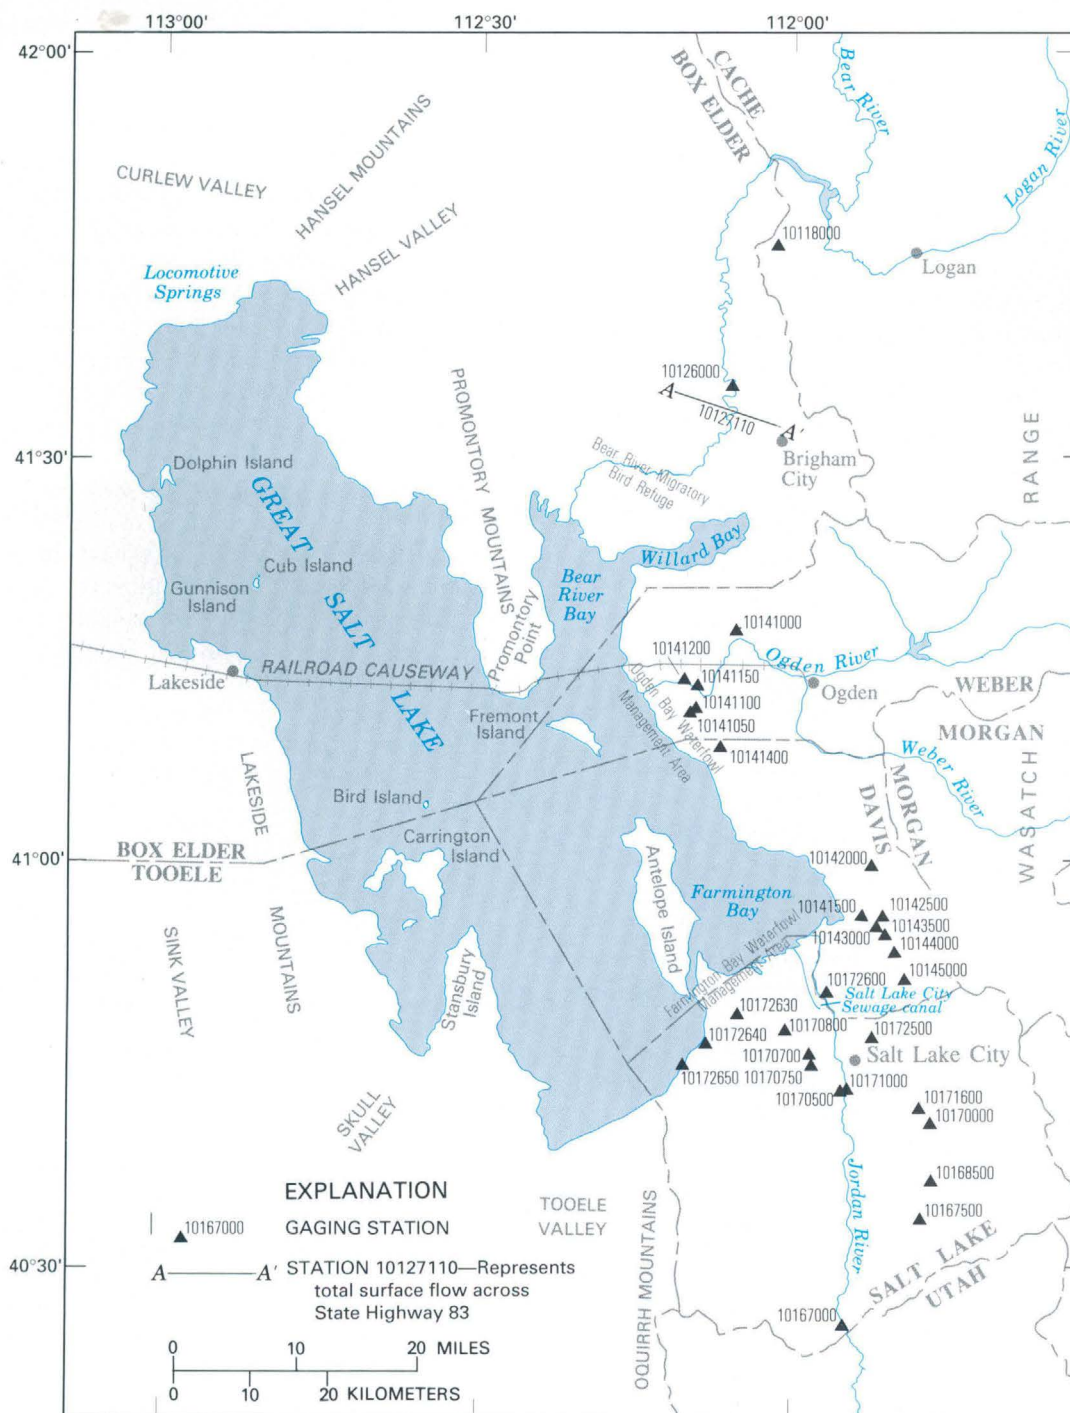 113°00'
112°30'
112°00'
42°00'
CACHE
BOX ELDER
Bear River
Logan River
CURLEW VALLEY
HANSEL MOUNTAINS
HANSEL VALLEY
10118000
Logan
Locomotive
Springs
10126000
A
10127110
A'
PROMONTORY MOUNTAINS
Brigham
City
RANGE
41°30'
Dolphin Island
Bear River Migratory
Bird Refuge
GREAT
SALT
LAKE
Willard Bay
Cub Island
Gunnison
Island
Bear
River
Bay
Promontory
Point
10141000
10141200
10141150
10141100
10141050
10141400
Ogden River
Ogden
WEBER
MORGAN
RAILROAD CAUSEWAY
Lakeside
Fremont
Island
Ogden Bay Waterfowl
Management Area
Weber River
WASATCH
LAKESIDE
MOUNTAINS
Bird Island
Carrington
Island
MORGAN
DAVIS
41°00'
BOX ELDER
TOOELE
Antelope Island
10142000
Farmington
Bay
10141500
10142500
10143500
10143000
10144000
10145000
SINK VALLEY
Stansbury
Island
Farmington Bay Waterfowl
Management Area
10172600
Salt Lake City
Sewage canal
10172630
10172640
10170800
10172500
10172650
10170700
10170750
Salt Lake City
10170500
10171000
10171600
10170000
SKULL
VALLEY
10168500
10167500
Jordan River
TOOELE
VALLEY
OQUIRRH MOUNTAINS
SALT LAKE
UTAH
10167000
40°30'
EXPLANATION
10167000
GAGING STATION
A A' STATION 10127110—Represents
total surface flow across
State Highway 83
0 10 20 MILES
0 10 20 KILOMETERS